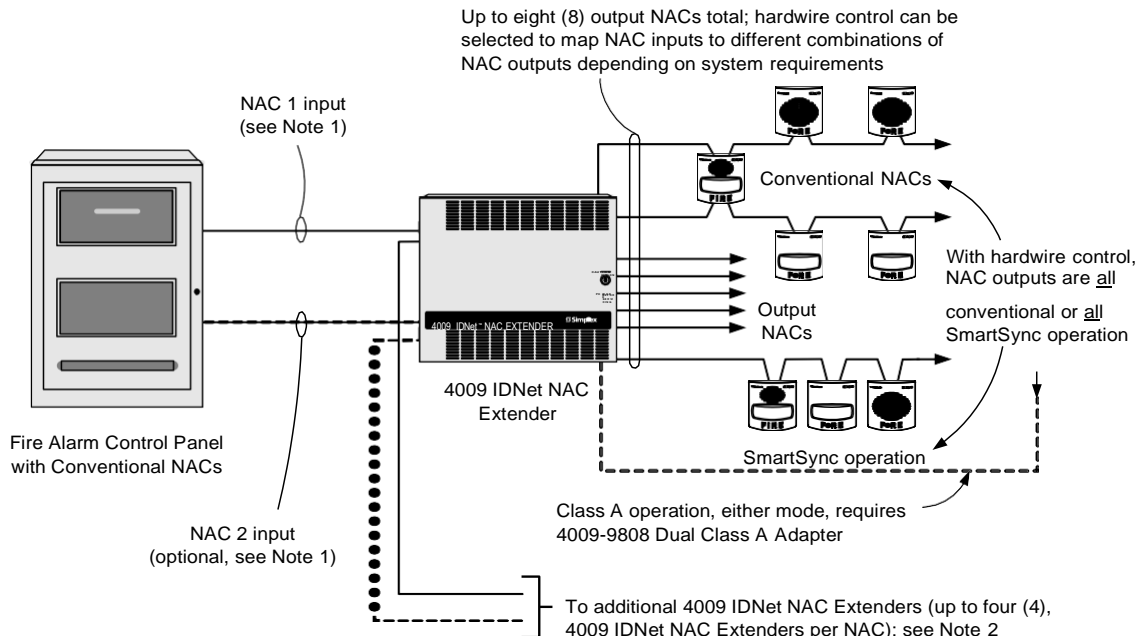 Up to eight (8) output NACs total; hardwire control can be
selected to map NAC inputs to different combinations of
NAC outputs depending on system requirements
NAC 1 input
(see Note 1)
Conventional NACs
FIRE
With hardwire control,
NAC outputs are all
conventional or all
SmartSync operation
Output
NACs
4009 IDNet™ NAC EXTENDER
Simplex
4009 IDNet NAC
Extender
FIRE
Fire Alarm Control Panel
with Conventional NACs
SmartSync operation
NAC 2 input
(optional, see Note 1)
Class A operation, either mode, requires
4009-9808 Dual Class A Adapter
To additional 4009 IDNet NAC Extenders (up to four (4),
4009 IDNet NAC Extenders per NAC); see Note 2